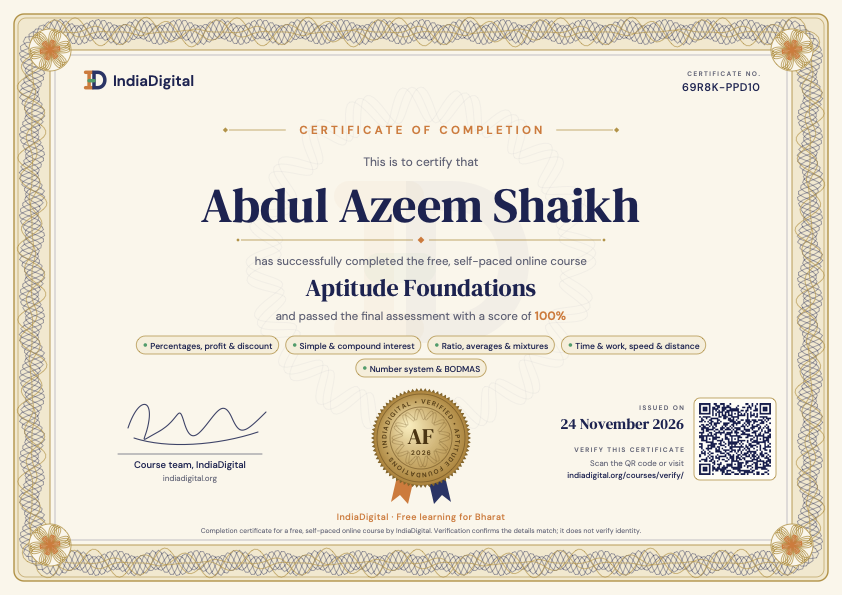 IndiaDigital
CERTIFICATE NO.
69R8K-PPD10
CERTIFICATE OF COMPLETION
This is to certify that
Abdul Azeem Shaikh
has successfully completed the free, self-paced online course
Aptitude Foundations
and passed the final assessment with a score of 100%
Percentages, profit & discount
Simple & compound interest
Ratio, averages & mixtures
Time & work, speed & distance
Number system & BODMAS
Course team, IndiaDigital
indiadigital.org
INDIADIGITAL • VERIFIED • APTITUDE FOUNDATIONS •
AF
2026
ISSUED ON
24 November 2026
VERIFY THIS CERTIFICATE
Scan the QR code or visit
indiadigital.org/courses/verify/
IndiaDigital · Free learning for Bharat
Completion certificate for a free, self-paced online course by IndiaDigital. Verification confirms the details match; it does not verify identity.